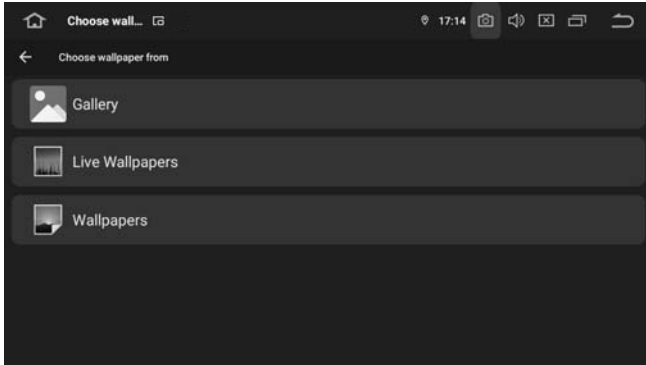 Choose wall... 17:14
Choose wallpaper from
Gallery
Live Wallpapers
Wallpapers